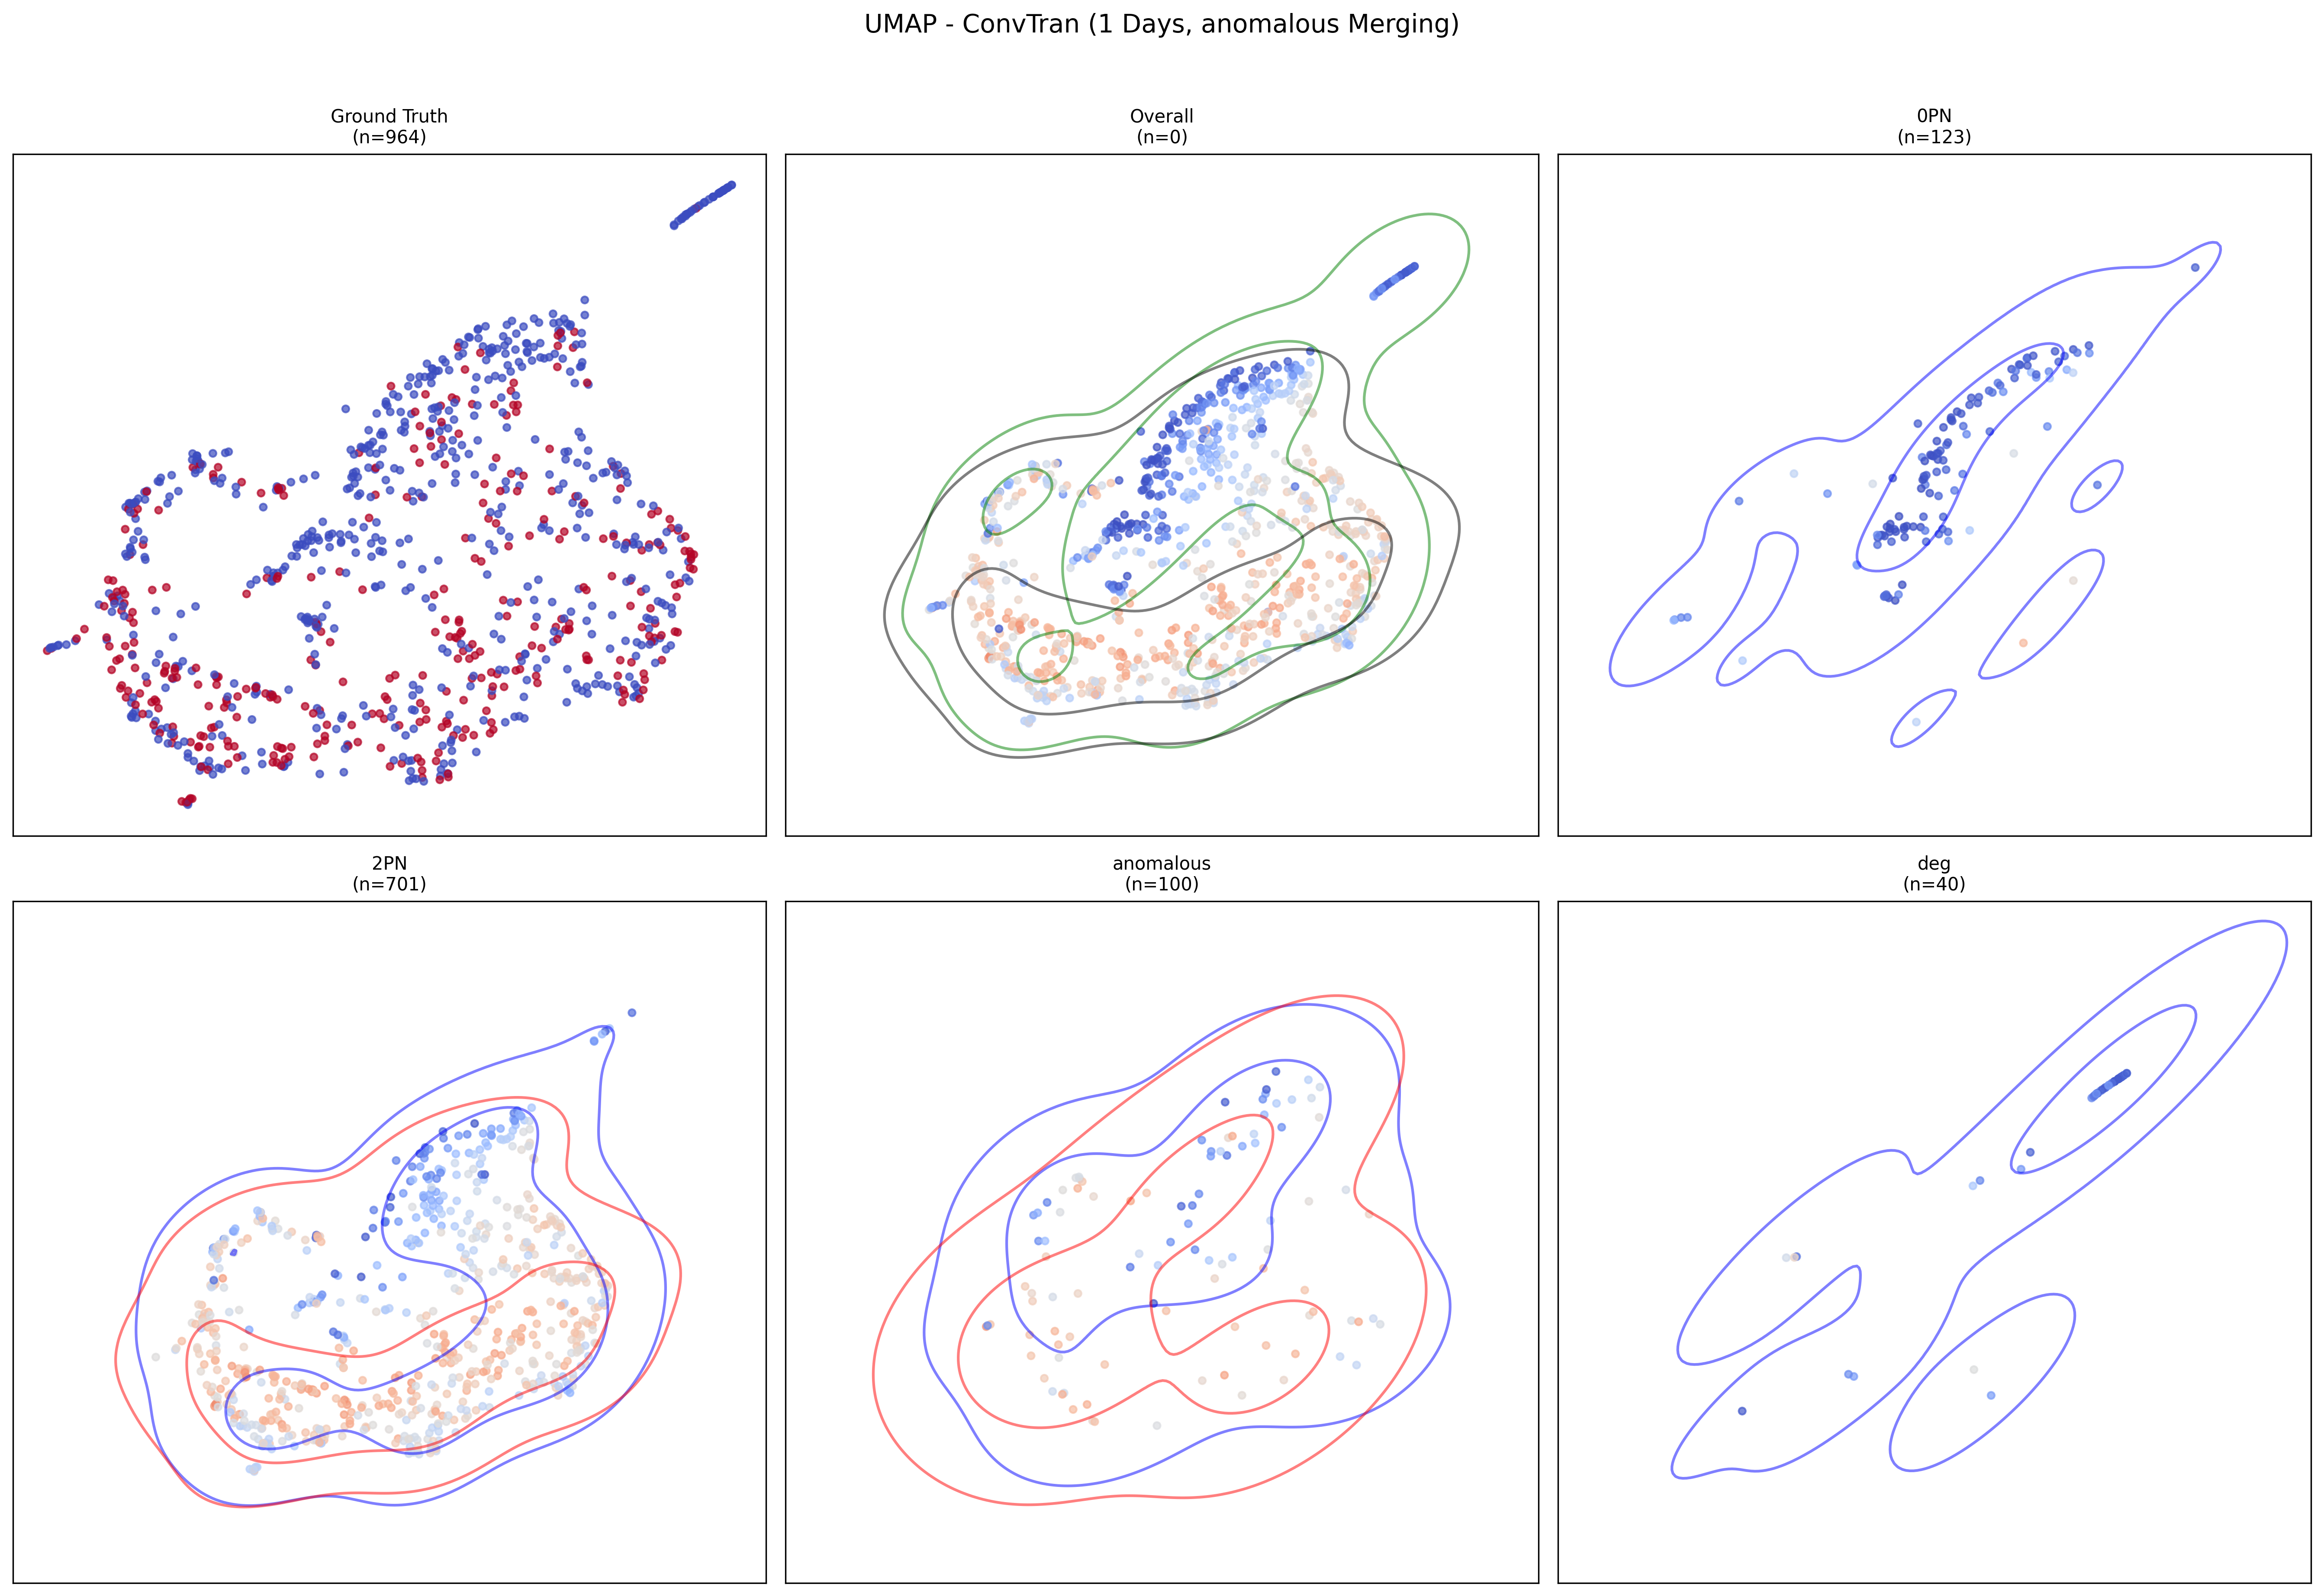 UMAP - ConvTran (1 Days, anomalous Merging)
Ground Truth
(n=964)
Overall
(n=0)
0PN
(n=123)
2PN
(n=701)
anomalous
(n=100)
deg
(n=40)